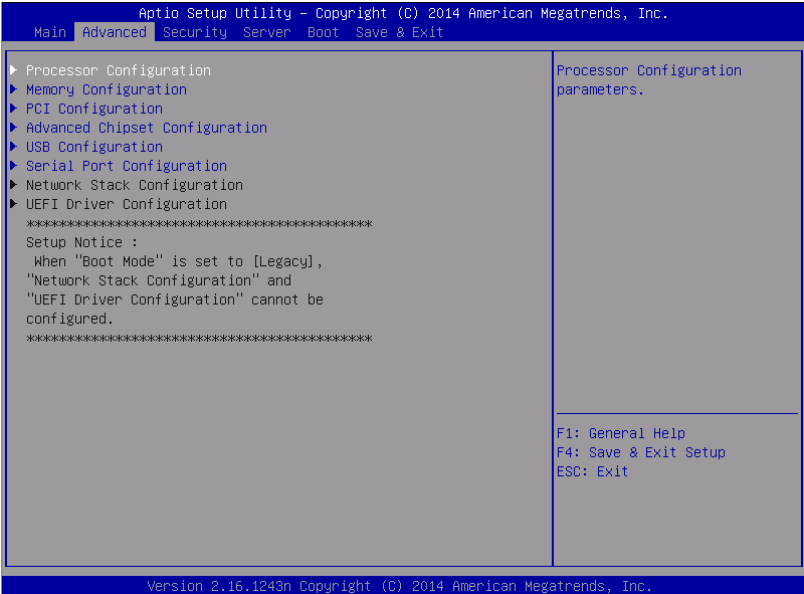 Aptio Setup Utility – Copyright (C) 2014 American Megatrends, Inc.
Main Advanced Security Server Boot Save & Exit
Processor Configuration
Memory Configuration
PCI Configuration
Advanced Chipset Configuration
USB Configuration
Serial Port Configuration
Network Stack Configuration
UEFI Driver Configuration
*******************************************
Setup Notice :
When "Boot Mode" is set to [Legacy],
"Network Stack Configuration" and
"UEFI Driver Configuration" cannot be
configured.
*******************************************
Processor Configuration
parameters.
F1: General Help
F4: Save & Exit Setup
ESC: Exit
Version 2.16.1243n Copyright (C) 2014 American Megatrends, Inc.